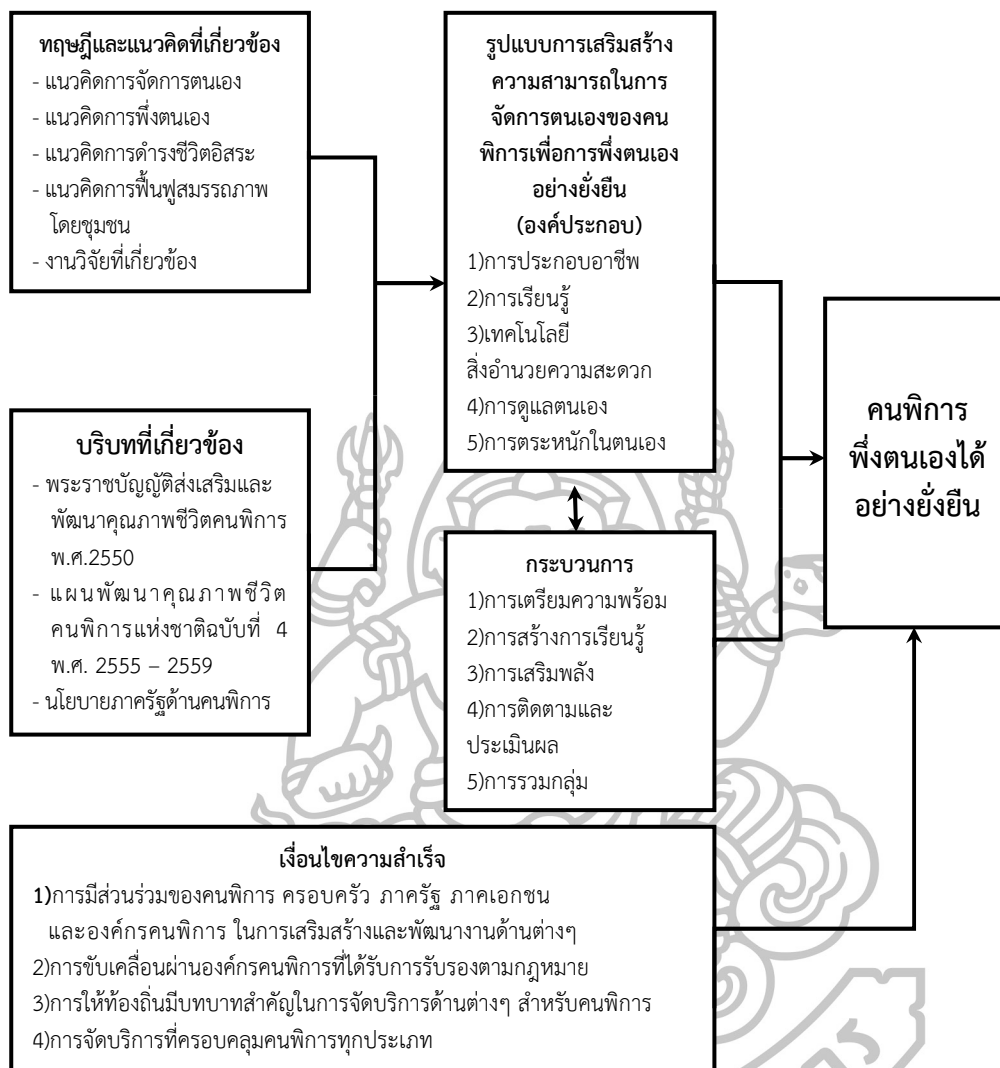 ทฤษฎีและแนวคิดที่เกี่ยวข้อง
- แนวคิดการจัดการตนเอง
- แนวคิดการพึ่งตนเอง
- แนวคิดการดำรงชีวิตอิสระ
- แนวคิดการฟื้นฟูสมรรถภาพ
โดยชุมชน
- งานวิจัยที่เกี่ยวข้อง
บริบทที่เกี่ยวข้อง
- พระราชบัญญัติส่งเสริมและ
พัฒนาคุณภาพชีวิตคนพิการ
พ.ศ.2550
- แผนพัฒนาคุณภาพชีวิต
คนพิการแห่งชาติฉบับที่ 4
พ.ศ. 2555 – 2559
- นโยบายภาครัฐด้านคนพิการ
รูปแบบการเสริมสร้าง
ความสามารถในการ
จัดการตนเองของคน
พิการเพื่อการพึ่งตนเอง
อย่างยั่งยืน
(องค์ประกอบ)
1)การประกอบอาชีพ
2)การเรียนรู้
3)เทคโนโลยี
สิ่งอำนวยความสะดวก
4)การดูแลตนเอง
5)การตระหนักในตนเอง
กระบวนการ
1)การเตรียมความพร้อม
2)การสร้างการเรียนรู้
3)การเสริมพลัง
4)การติดตามและ
ประเมินผล
5)การรวมกลุ่ม
คนพิการ
พึ่งตนเองได้
อย่างยั่งยืน
เงื่อนไขความสำเร็จ
1)การมีส่วนร่วมของคนพิการ ครอบครัว ภาครัฐ ภาคเอกชน
และองค์กรคนพิการ ในการเสริมสร้างและพัฒนางานด้านต่างๆ
2)การขับเคลื่อนผ่านองค์กรคนพิการที่ได้รับการรับรองตามกฎหมาย
3)การให้ท้องถิ่นมีบทบาทสำคัญในการจัดบริการด้านต่างๆ สำหรับคนพิการ
4)การจัดบริการที่ครอบคลุมคนพิการทุกประเภท